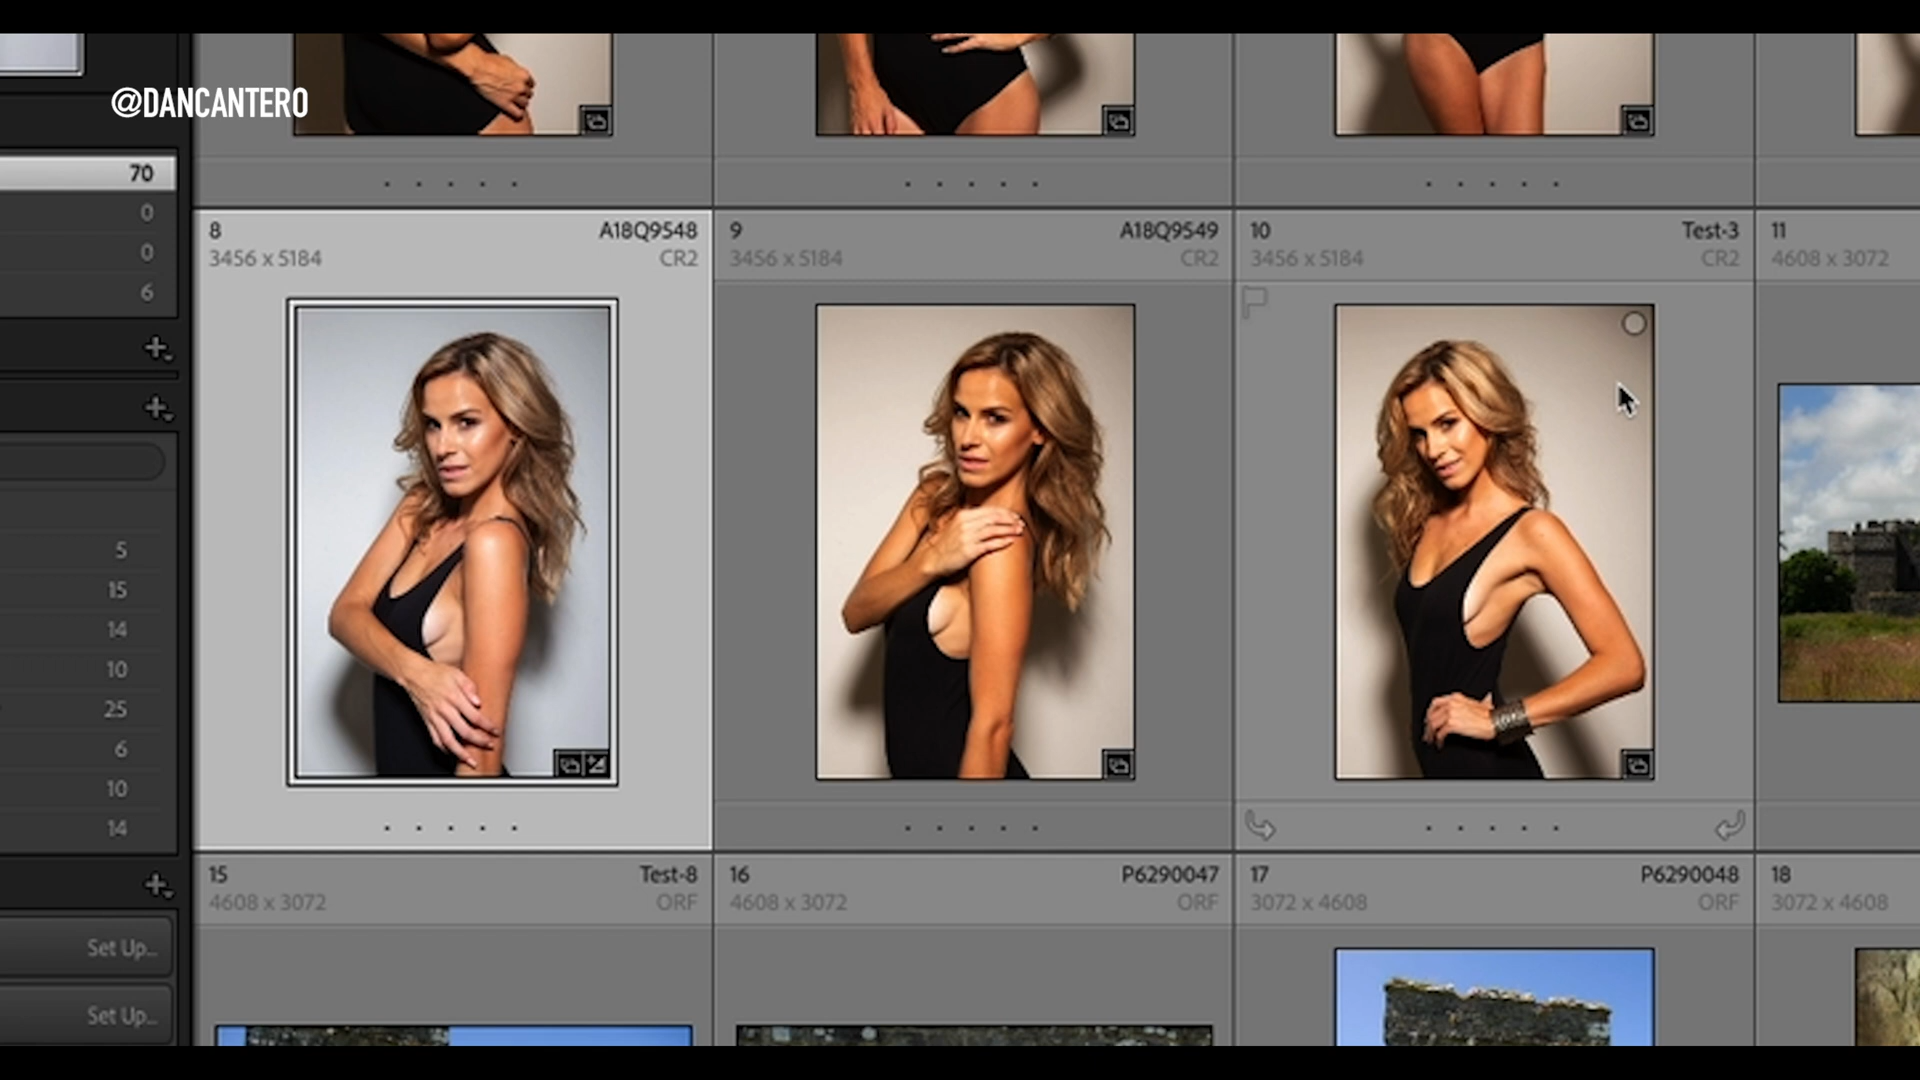 @DANCANTERO
70
0
0
6
8 A18Q9548
3456 x 5184 CR2
9 A18Q9549
3456 x 5184 CR2
10 Test-3
3456 x 5184 CR2
11
4608 x 3072
5
15
14
10
25
6
10
14
15 Test-8
4608 x 3072 ORF
16 P6290047
4608 x 3072 ORF
17 P6290048
3072 x 4608 ORF
18
3072 x 4608
Set Up...
Set Up...